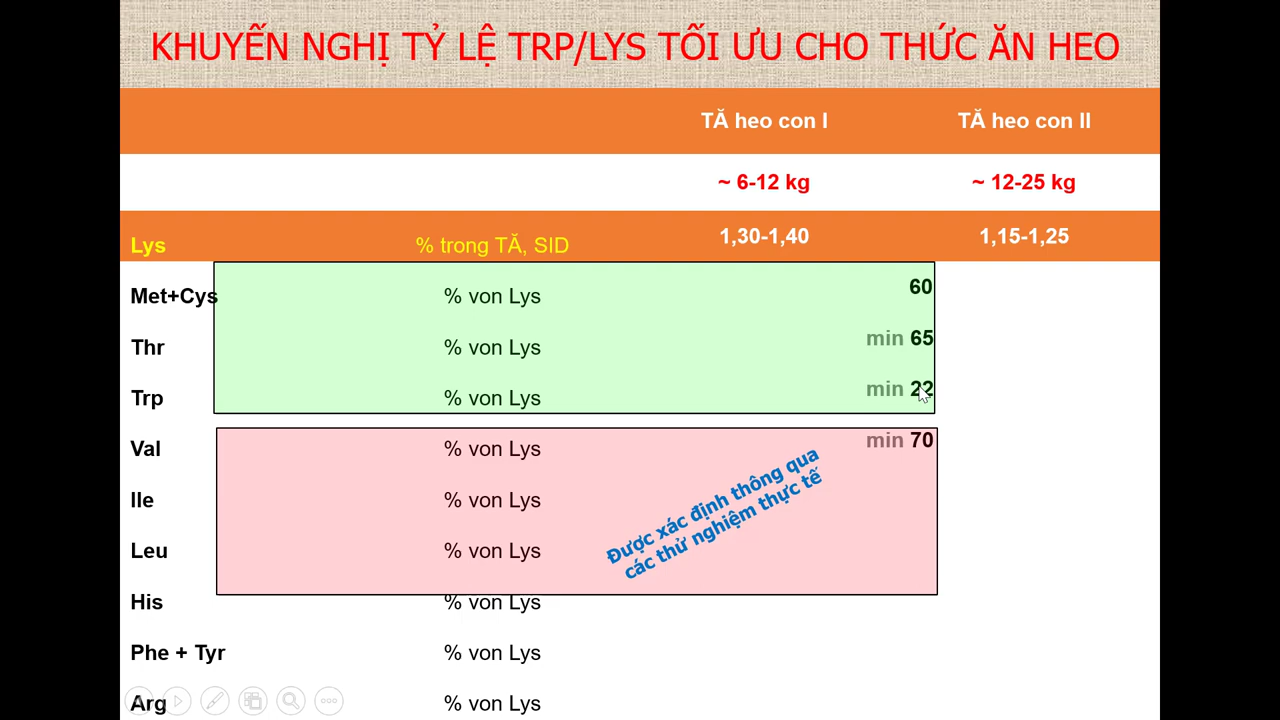 KHUYẾN NGHỊ TỶ LỆ TRP/LYS TỐI ƯU CHO THỨC ĂN HEO
TĂ heo con I TĂ heo con II
~ 6-12 kg ~ 12-25 kg
Lys % trong TĂ, SID 1,30-1,40 1,15-1,25
Met+Cys % von Lys 60
Thr % von Lys min 65
Trp % von Lys min 22
Val % von Lys min 70
Ile % von Lys
Leu % von Lys
Được xác định thông qua
các thử nghiệm thực tế
His % von Lys
Phe + Tyr % von Lys
Arg % von Lys